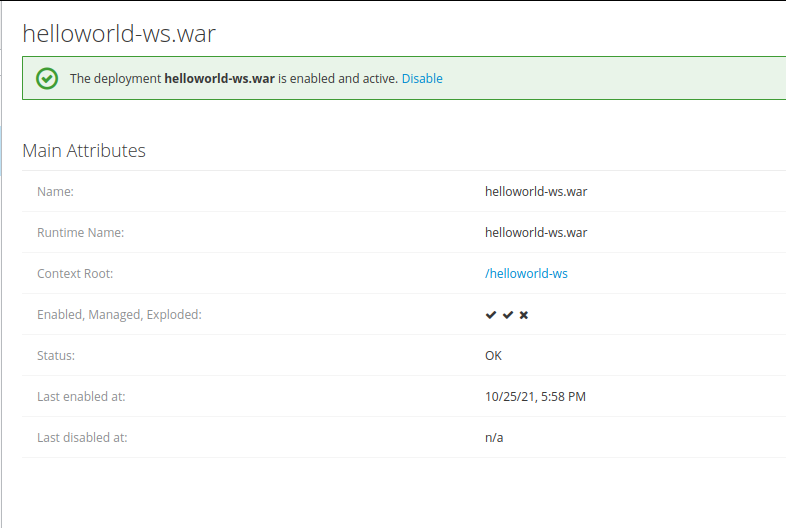 helloworld-ws.war
The deployment helloworld-ws.war is enabled and active. Disable
Main Attributes
Name: helloworld-ws.war
Runtime Name: helloworld-ws.war
Context Root: /helloworld-ws
Enabled, Managed, Exploded: ✔ ✔ ✖
Status: OK
Last enabled at: 10/25/21, 5:58 PM
Last disabled at: n/a